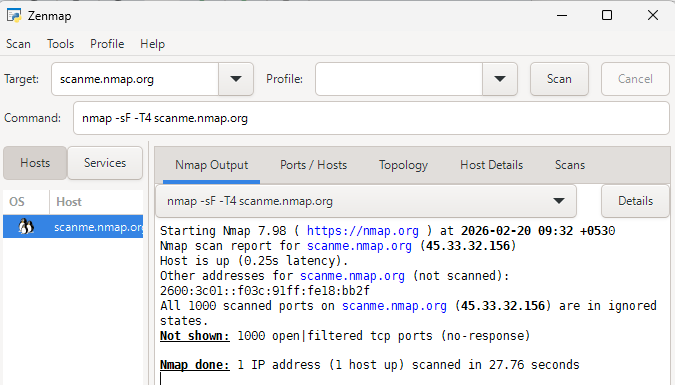 Zenmap
Scan Tools Profile Help
Target: scanme.nmap.org Profile: Scan Cancel
Command: nmap -sF -T4 scanme.nmap.org
Hosts Services
OS Host
scanme.nmap.org
Nmap Output Ports / Hosts Topology Host Details Scans
nmap -sF -T4 scanme.nmap.org Details
Starting Nmap 7.98 ( https://nmap.org ) at 2026-02-20 09:32 +0530
Nmap scan report for scanme.nmap.org (45.33.32.156)
Host is up (0.25s latency).
Other addresses for scanme.nmap.org (not scanned):
2600:3c01::f03c:91ff:fe18:bb2f
All 1000 scanned ports on scanme.nmap.org (45.33.32.156) are in ignored
states.
Not shown: 1000 open|filtered tcp ports (no-response)
Nmap done: 1 IP address (1 host up) scanned in 27.76 seconds